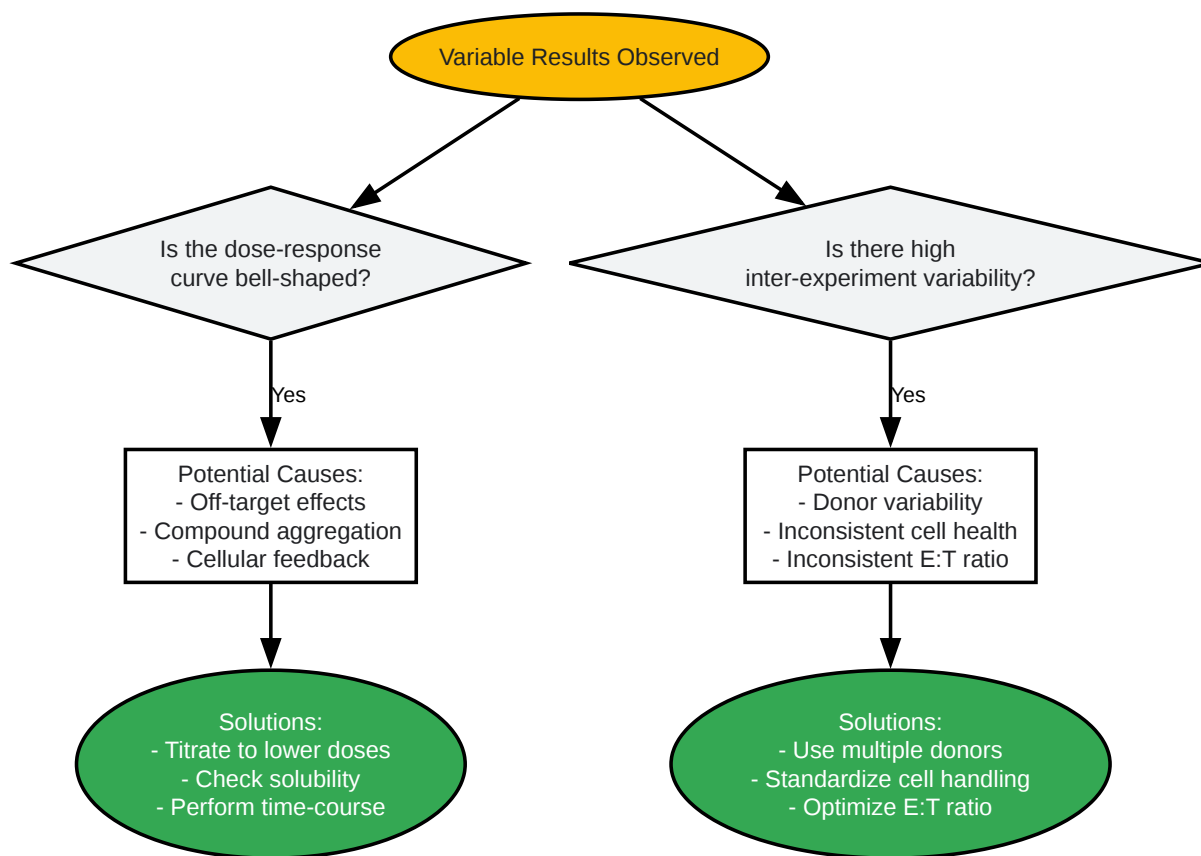 Variable Results Observed
Is the dose-response
curve bell-shaped?
Is there high
inter-experiment variability?
Yes
Yes
Potential Causes:
- Off-target effects
- Compound aggregation
- Cellular feedback
Potential Causes:
- Donor variability
- Inconsistent cell health
- Inconsistent E:T ratio
Solutions:
- Titrate to lower doses
- Check solubility
- Perform time-course
Solutions:
- Use multiple donors
- Standardize cell handling
- Optimize E:T ratio